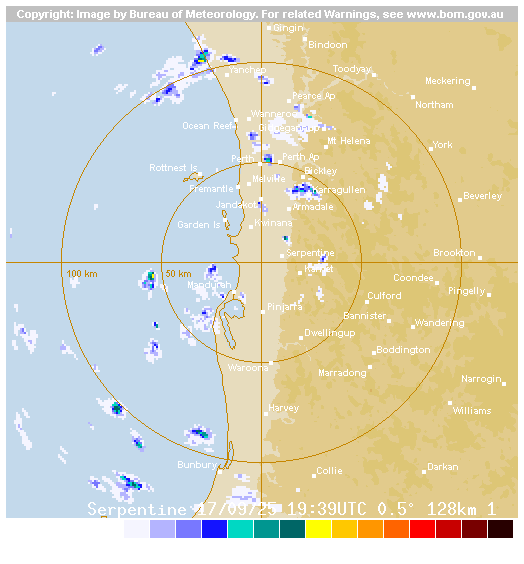 Copyright: Image by Bureau of Meteorology. For related Warnings, see www.bom.gov.au
Gingin
Bindoon
Toodyay
Yanchep
Meckering
Pearce Ap
Northam
Wanneroo
Ocean Reef
Gidgegannup
Mt Helena
York
Perth
Perth Ap
Rottnest Is
Bickley
Melville
Fremantle
Karragullen
Beverley
Jandakot
Armadale
Garden Is
Kwinana
Serpentine
Brookton
100 km
50 km
Karnet
Coondee
Mandurah
Pingelly
Culford
Pinjarra
Bannister
Wandering
Dwellingup
Boddington
Waroona
Marradong
Narrogin
Harvey
Williams
Bunbury
Collie
Darkan
Serpentine 17/09/25 19:39UTC 0.5° 128km 1